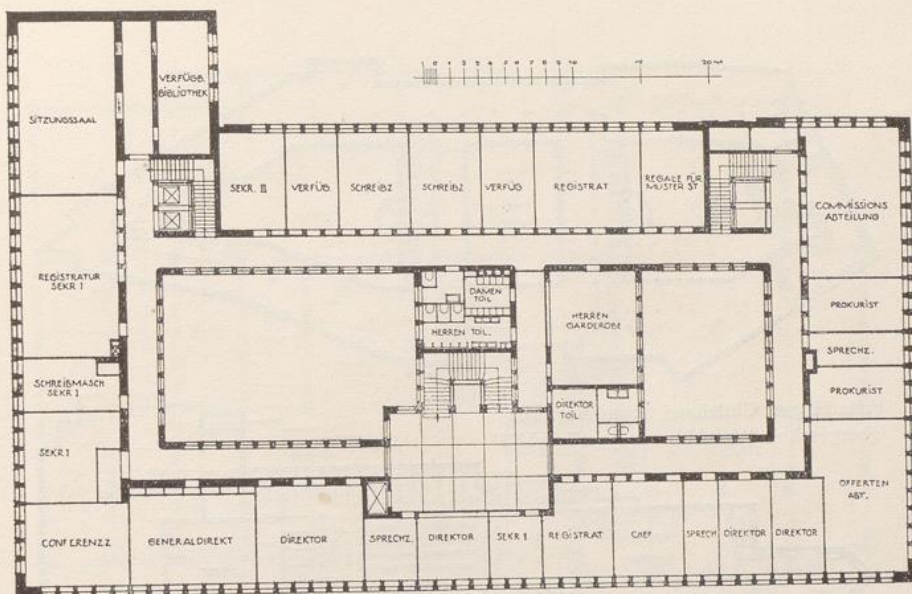 VERFÜGB.
BIBLIOTHEK
SITZUNGSSAAL
SEKR. II
VERFÜG.
SCHREIBZ
SCHREIBZ
VERFÜG
REGISTRAT
REGALE FÜR
MUSTER ST
COMMISSIONS
ABTEILUNG
REGISTRATUR
SEKR I
DAMEN
TOIL
HERREN TOIL.
HERREN
GARDEROBE
PROKURIST
SPRECHZ.
PROKURIST
SCHREIBMASCH
SEKR I
DIREKTOR
TOIL
SEKR I
OFFERTEN
ABT.
CONFERENZZ
GENERALDIREKT
DIREKTOR
SPRECHZ.
DIREKTOR
SEKR I
REGISTRAT
CHEF
SPRECH.
DIREKTOR
DIREKTOR